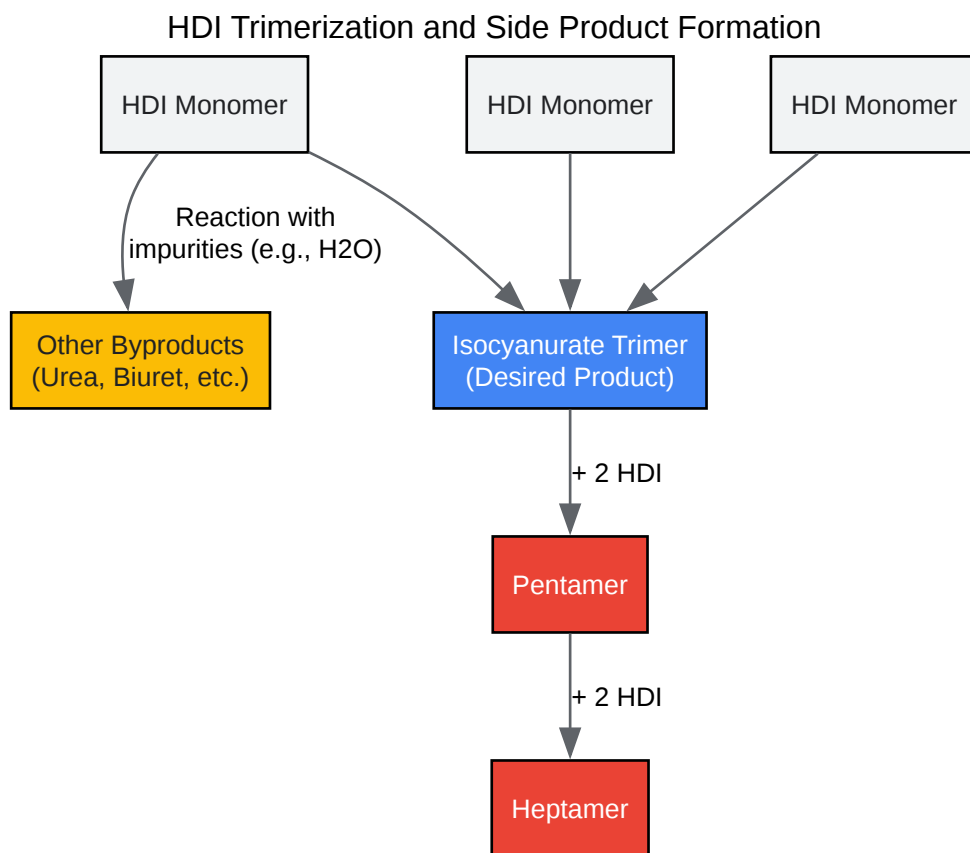 HDI Trimerization and Side Product Formation
HDI Monomer
HDI Monomer
HDI Monomer
Reaction with
impurities (e.g., H2O)
Other Byproducts
(Urea, Biuret, etc.)
Isocyanurate Trimer
(Desired Product)
+ 2 HDI
Pentamer
+ 2 HDI
Heptamer